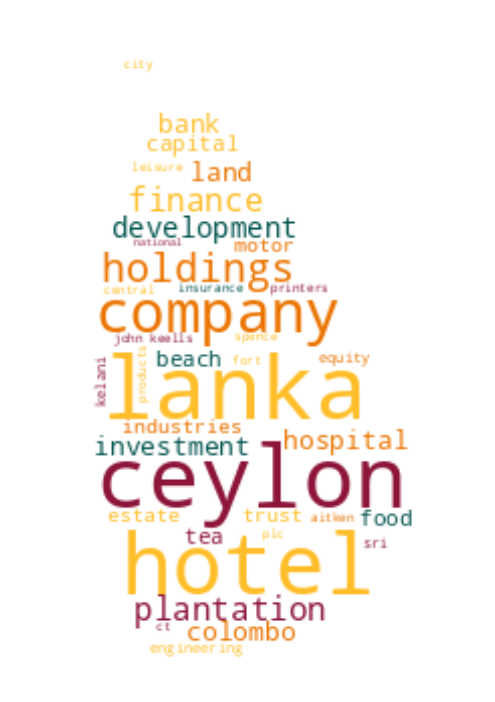 city
bank
capital
leisure land
finance
development
national motor
holdings
central insurance printers
company
john keells spence
beach fort equity
kelani products lanka
industries
investment hospital
ceylon
estate trust aitken food
tea plc sri
hotel
plantation
ct colombo
engineering